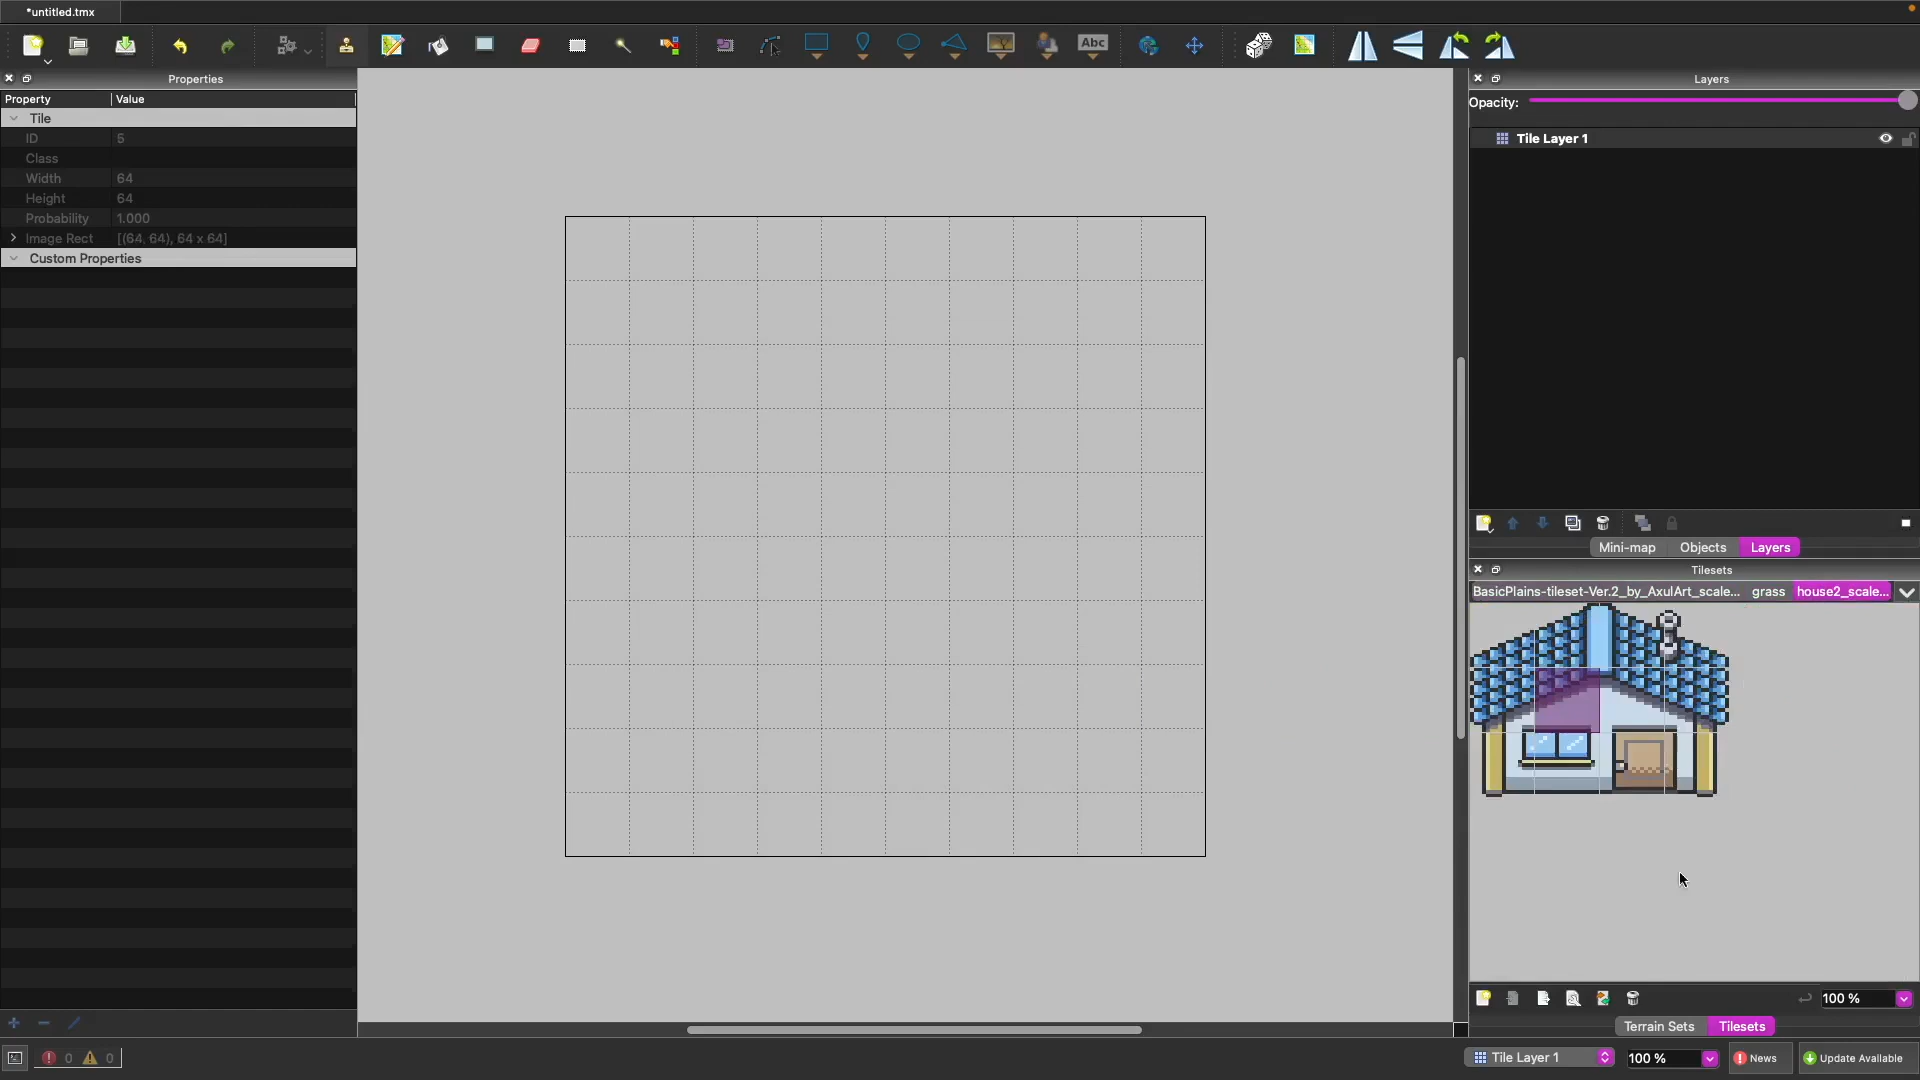 *untitled.tmx
Abc
Properties
Property Value
Tile
ID 5
Class
Width 64
Height 64
Probability 1.000
Image Rect [(64, 64), 64 x 64]
Custom Properties
Layers
Opacity:
Tile Layer 1
Mini-map Objects Layers
Tilesets
BasicPlains-tileset-Ver.2_by_AxulArt_scale... grass house2_scale...
100 %
Terrain Sets Tilesets
0 0
Tile Layer 1 100 % News Update Available